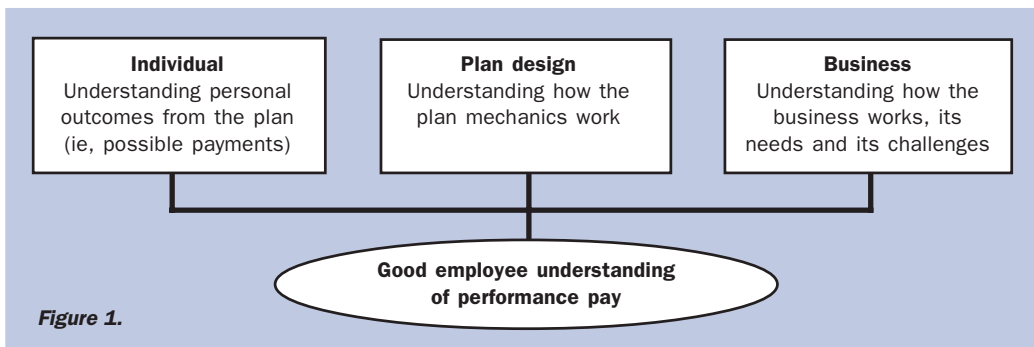 Individual
Understanding personal
outcomes from the plan
(ie, possible payments)
Plan design
Understanding how the
plan mechanics work
Business
Understanding how the
business works, its
needs and its challenges
Good employee understanding
of performance pay
Figure 1.